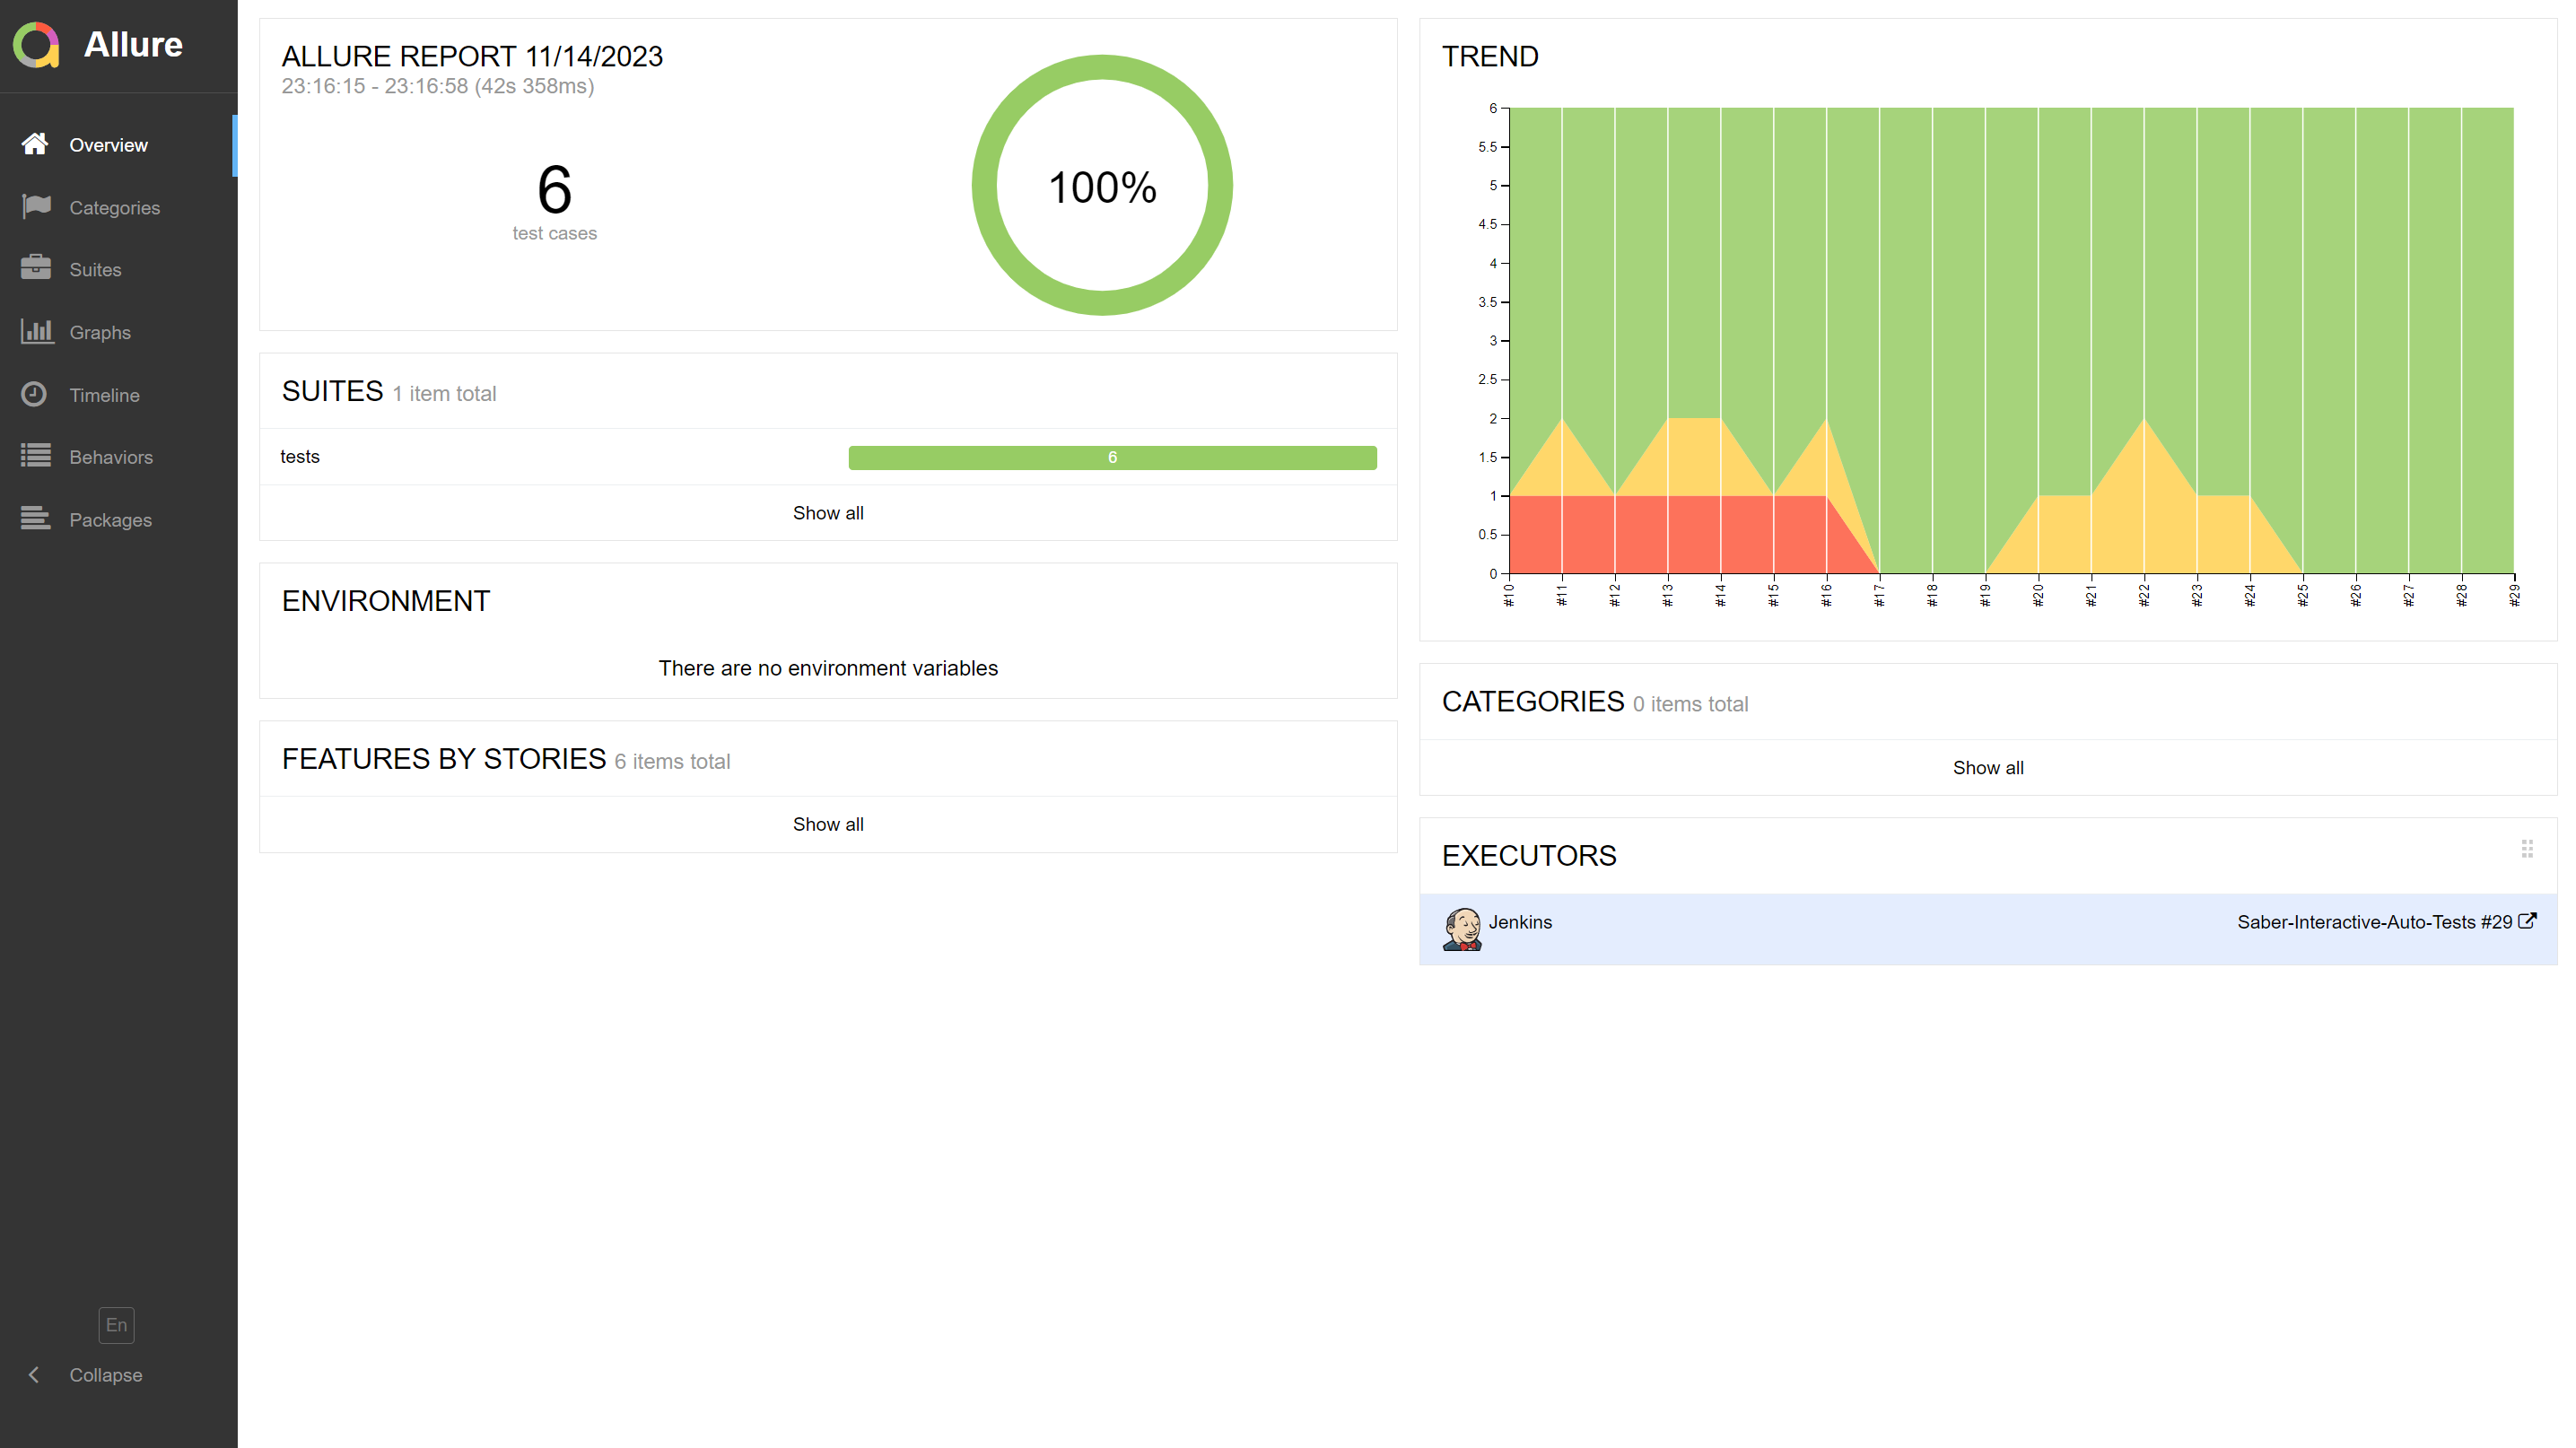 Allure
Overview
Categories
Suites
Graphs
Timeline
Behaviors
Packages
En
Collapse
ALLURE REPORT 11/14/2023
23:16:15 - 23:16:58 (42s 358ms)
6
test cases
100%
SUITES 1 item total
tests 6
Show all
ENVIRONMENT
There are no environment variables
FEATURES BY STORIES 6 items total
Show all
TREND
6
5.5
5
4.5
4
3.5
3
2.5
2
1.5
1
0.5
0
#10 #11 #12 #13 #14 #15 #16 #17 #18 #19 #20 #21 #22 #23 #24 #25 #26 #27 #28 #29
CATEGORIES 0 items total
Show all
EXECUTORS
Jenkins Saber-Interactive-Auto-Tests #29